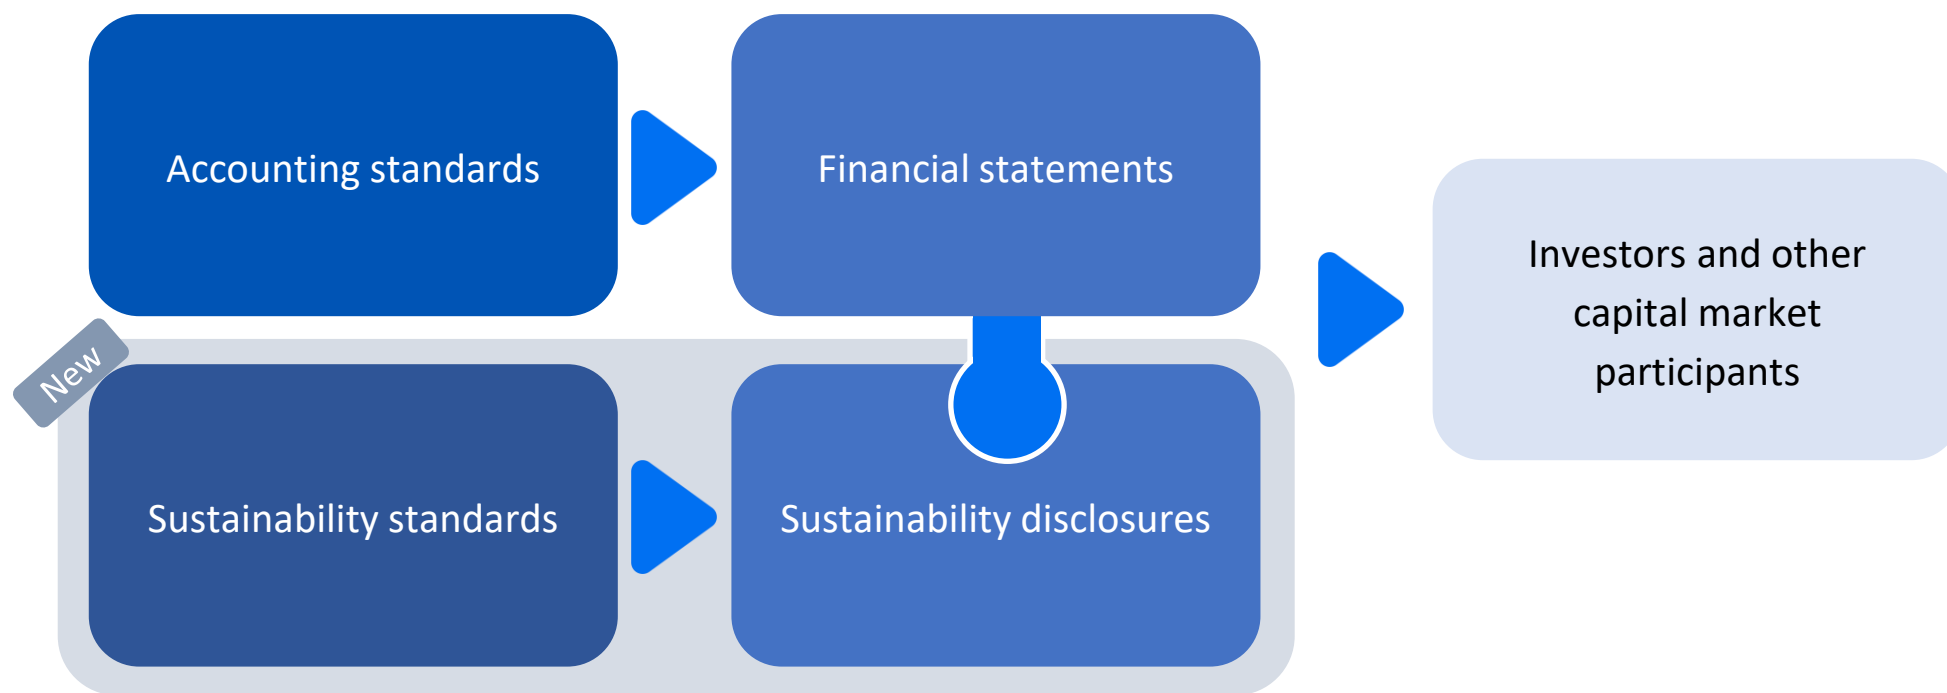 Accounting standards
Financial statements
Investors and other
capital market
participants
New
Sustainability standards
Sustainability disclosures